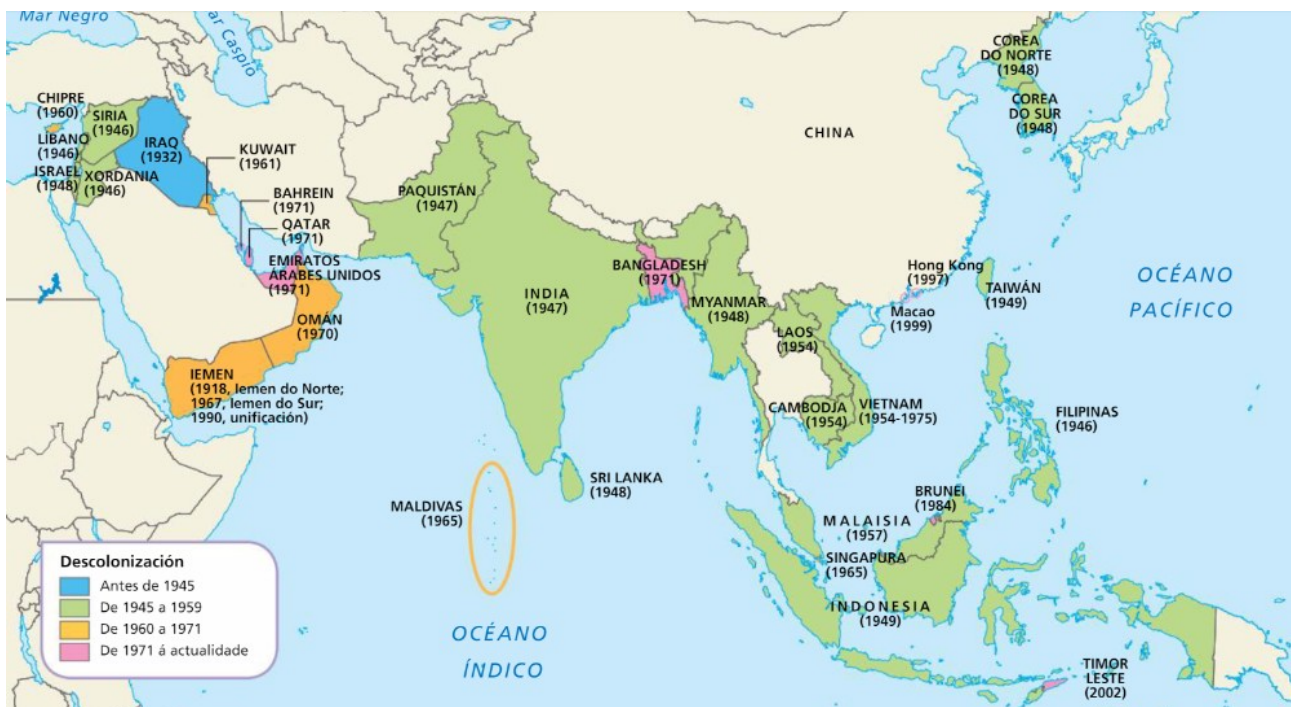 Mar Negro
Mar Caspio
CHIPRE
(1960)
SIRIA
(1946)
LÍBANO
(1946)
ISRAEL
(1948)
XORDANIA
(1946)
IRAQ
(1932)
KUWAIT
(1961)
BAHREIN
(1971)
QATAR
(1971)
EMIRATOS
ÁRABES UNIDOS
(1971)
OMÁN
(1970)
IEMEN
(1918, Iemen do Norte;
1967, Iemen do Sur;
1990, unificación)
PAQUISTÁN
(1947)
INDIA
(1947)
BANGLADESH
(1971)
MYANMAR
(1948)
CHINA
COREA
DO NORTE
(1948)
COREA
DO SUR
(1948)
Hong Kong
(1997)
Macao
(1999)
TAIWÁN
(1949)
OCÉANO
PACÍFICO
LAOS
(1954)
CAMBODJA
(1954)
VIETNAM
(1954-1975)
FILIPINAS
(1946)
SRI LANKA
(1948)
MALDIVAS
(1965)
BRUNEI
(1984)
MALAISIA
(1957)
SINGAPURA
(1965)
INDONESIA
(1949)
TIMOR
LESTE
(2002)
OCÉANO
ÍNDICO
Descolonización
Antes de 1945
De 1945 a 1959
De 1960 a 1971
De 1971 á actualidade